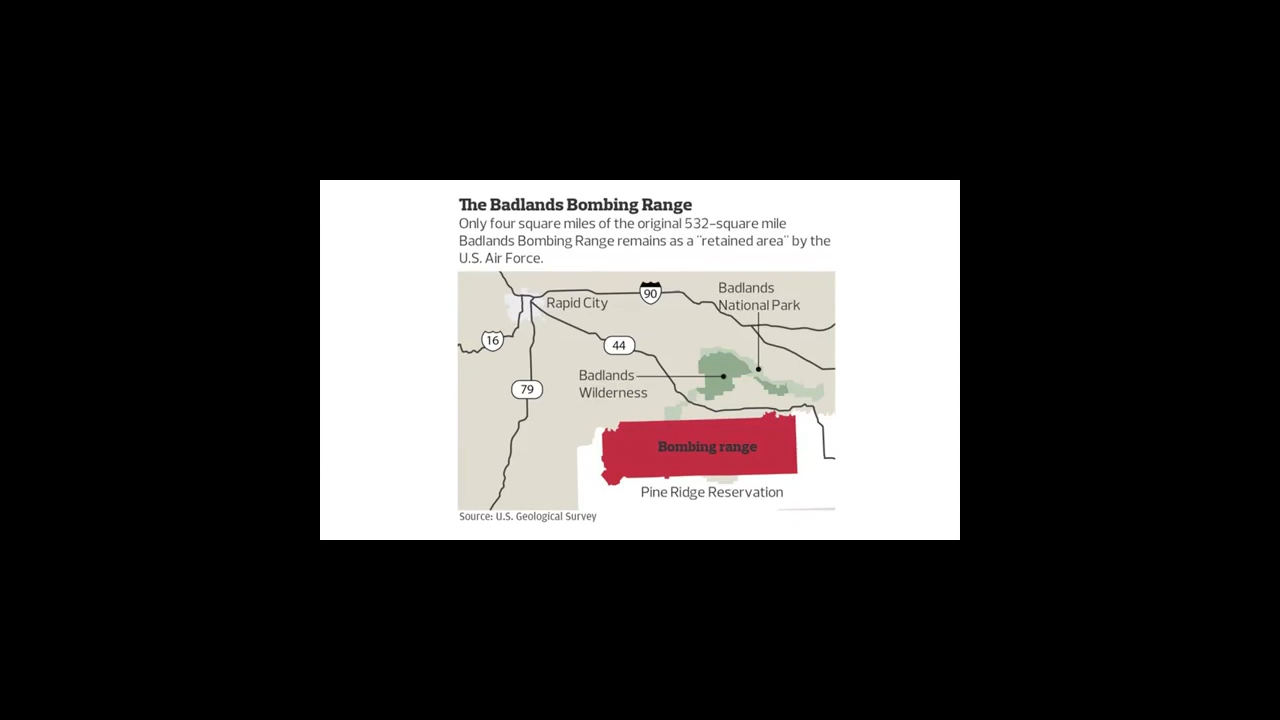 The Badlands Bombing Range
Only four square miles of the original 532-square mile
Badlands Bombing Range remains as a "retained area" by the
U.S. Air Force.
Badlands
National Park
90
Rapid City
16
44
Badlands
Wilderness
79
Bombing range
Pine Ridge Reservation
Source: U.S. Geological Survey